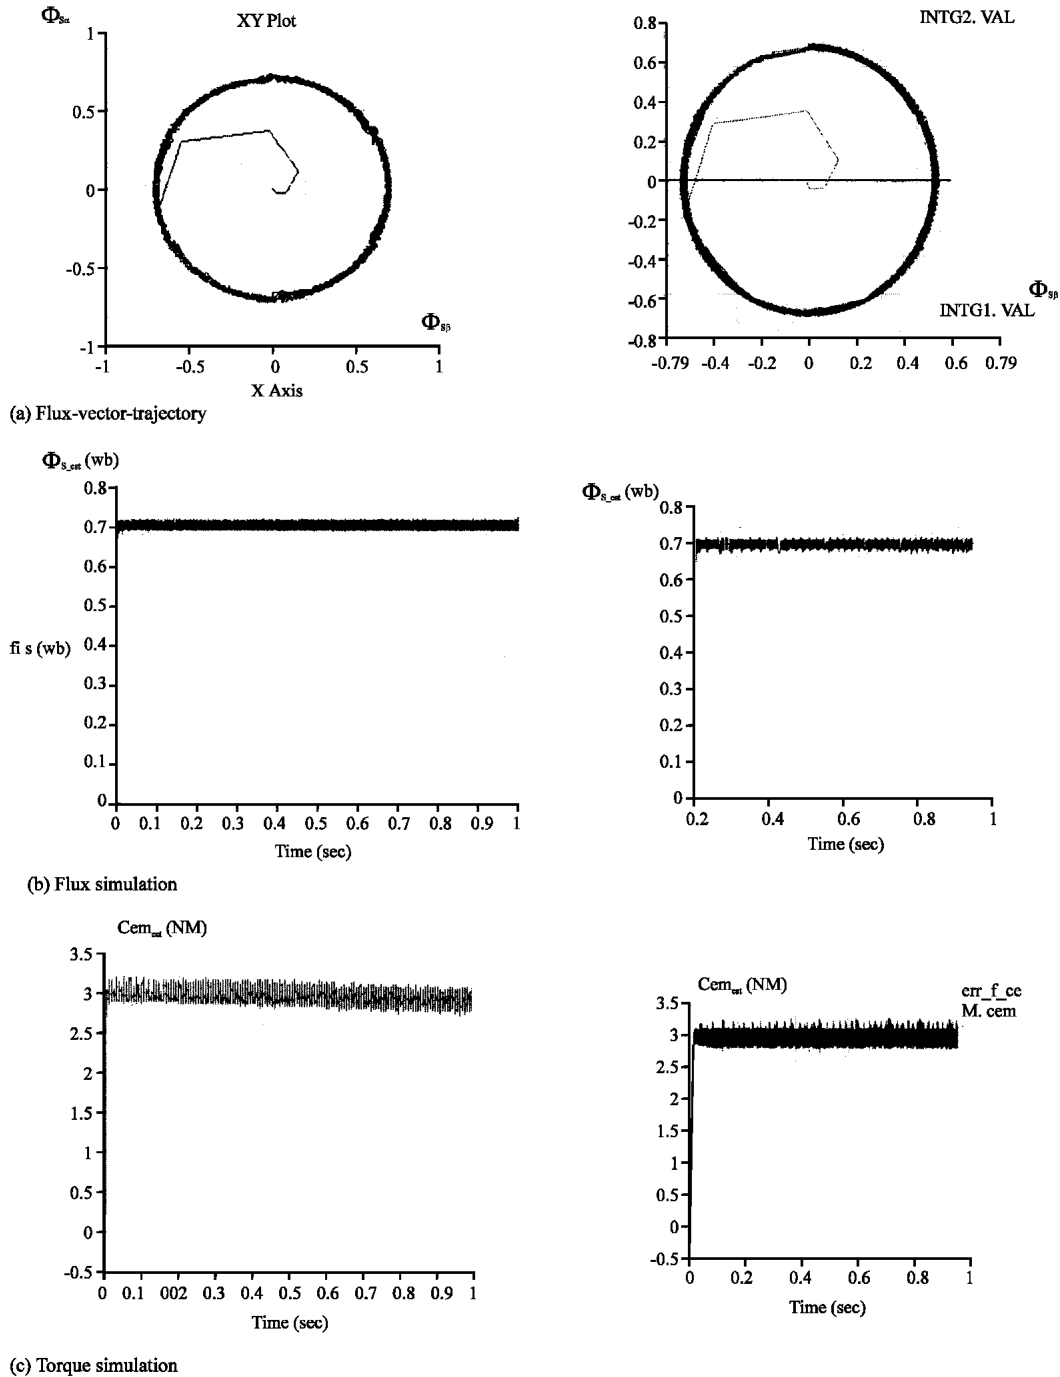 Φsα
XY Plot
1
0.5
0
-0.5
-1
-1
-0.5
0
0.5
1
Φsβ
X Axis
INTG2. VAL
0.8
0.6
0.4
0.2
0
-0.2
-0.4
-0.6
-0.8
-0.79
-0.4
-0.2
0
0.2
0.4
0.6
0.79
Φsβ
INTG1. VAL
(a) Flux-vector-trajectory
ΦS_est (wb)
0.8
0.7
0.6
0.5
fi s (wb)
0.4
0.3
0.2
0.1
0
0 0.1 0.2 0.3 0.4 0.5 0.6 0.7 0.8 0.9 1
Time (sec)
ΦS_est (wb)
0.8
0.7
0.6
0.5
0.4
0.3
0.2
0.1
0
0.2 0.4 0.6 0.8 1
Time (sec)
(b) Flux simulation
Cemest (NM)
3.5
3
2.5
2
1.5
1
0.5
0
-0.5
0 0.1 002 0.3 0.4 0.5 0.6 0.7 0.8 0.9 1
Time (sec)
Cemest (NM)
err_f_ce
M. cem
3.5
3
2.5
2
1.5
1
0.5
0
-0.5
0 0.2 0.4 0.6 0.8 1
Time (sec)
(c) Torque simulation